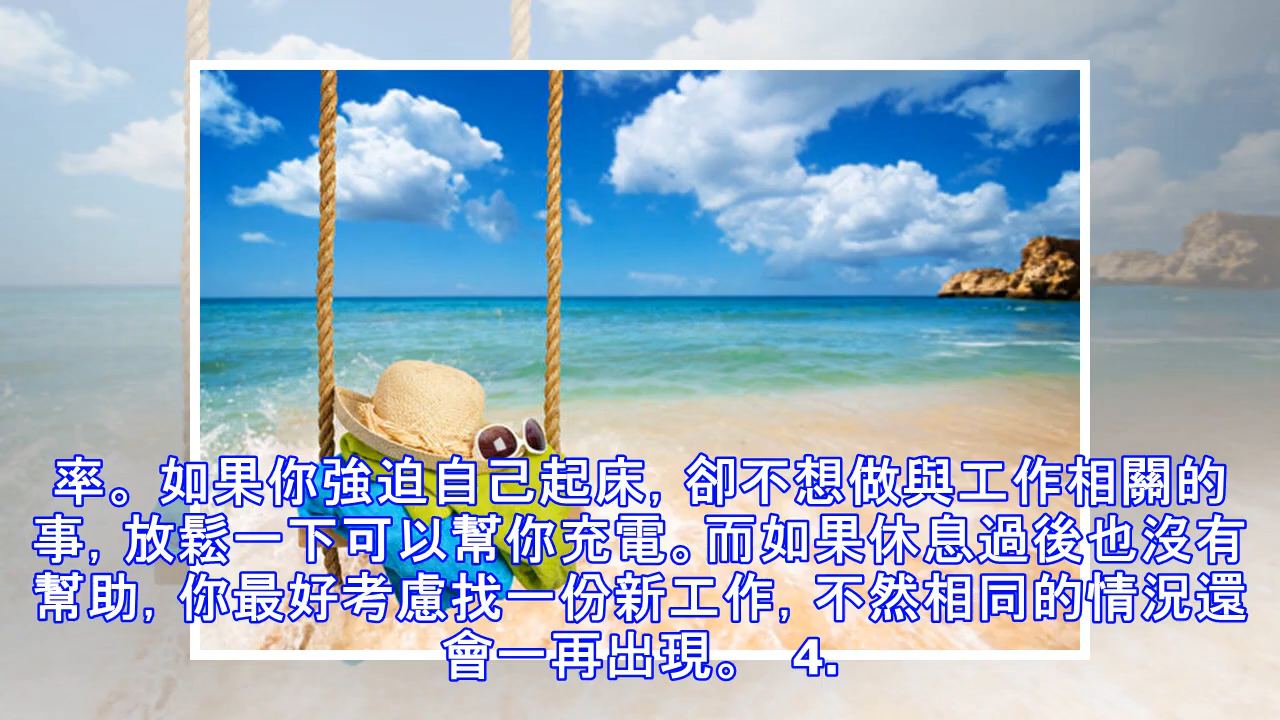 率。如果你強迫自己起床, 卻不想做與工作相關的
事, 放鬆一下可以幫你充電。而如果休息過後也沒有
幫助, 你最好考慮找一份新工作, 不然相同的情況還
會一再出現。 4.